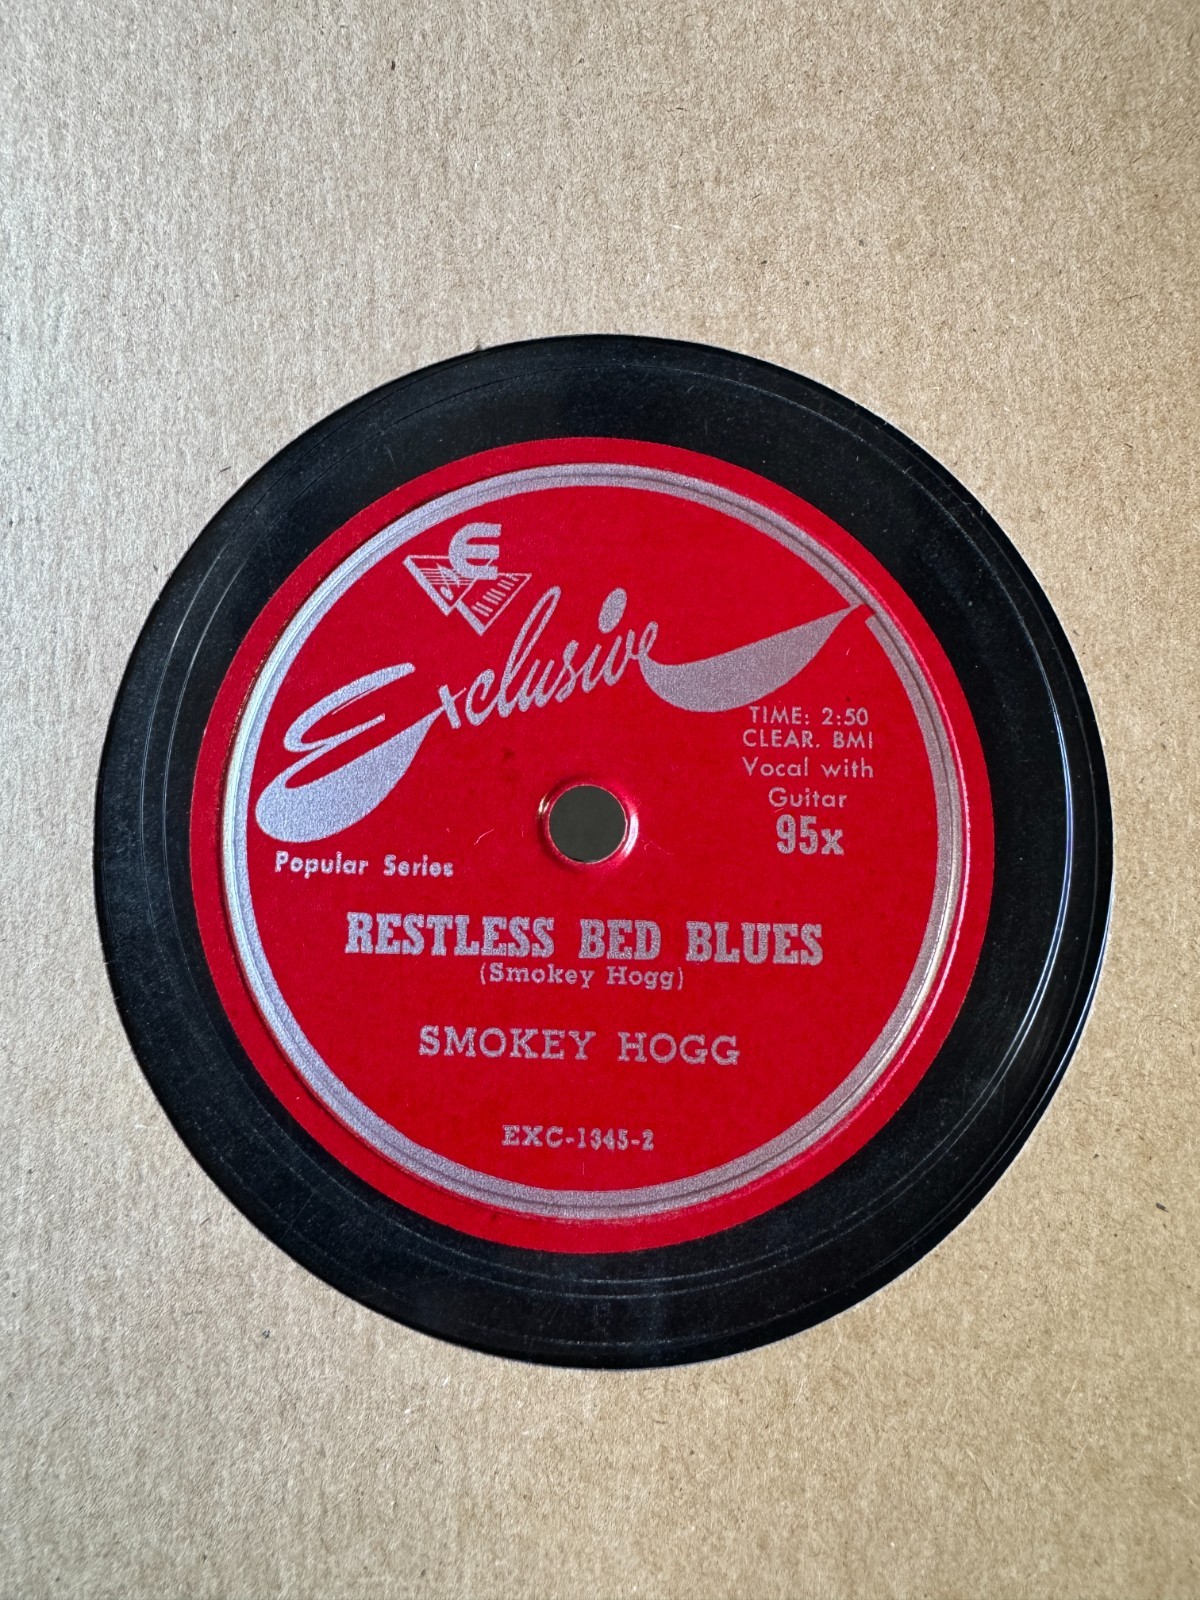 E
Exclusive
TIME: 2:50
CLEAR. BMI
Vocal with
Guitar
95x
Popular Series
RESTLESS BED BLUES
(Smokey Hogg)
SMOKEY HOGG
EXC-1345-2